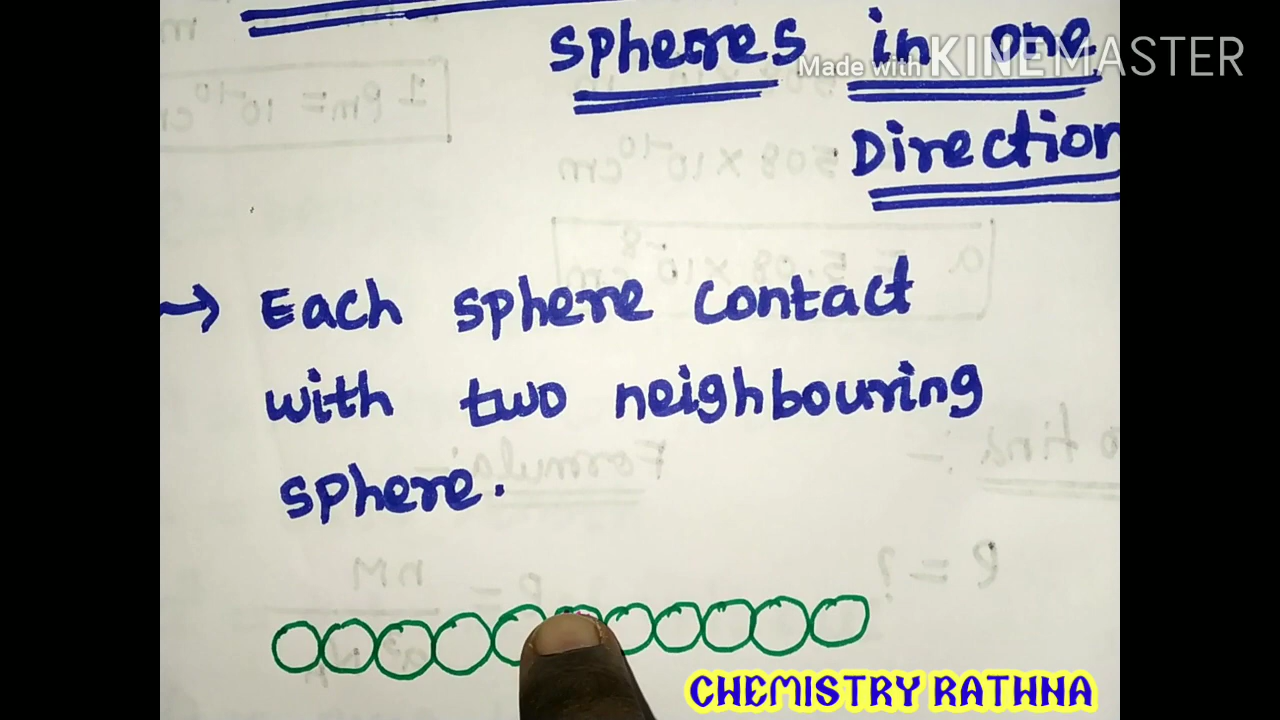 spheres in one
Made with KINEMASTER
Direction
→ Each sphere contact
with two neighbouring
sphere.
CHEMISTRY RATHNA